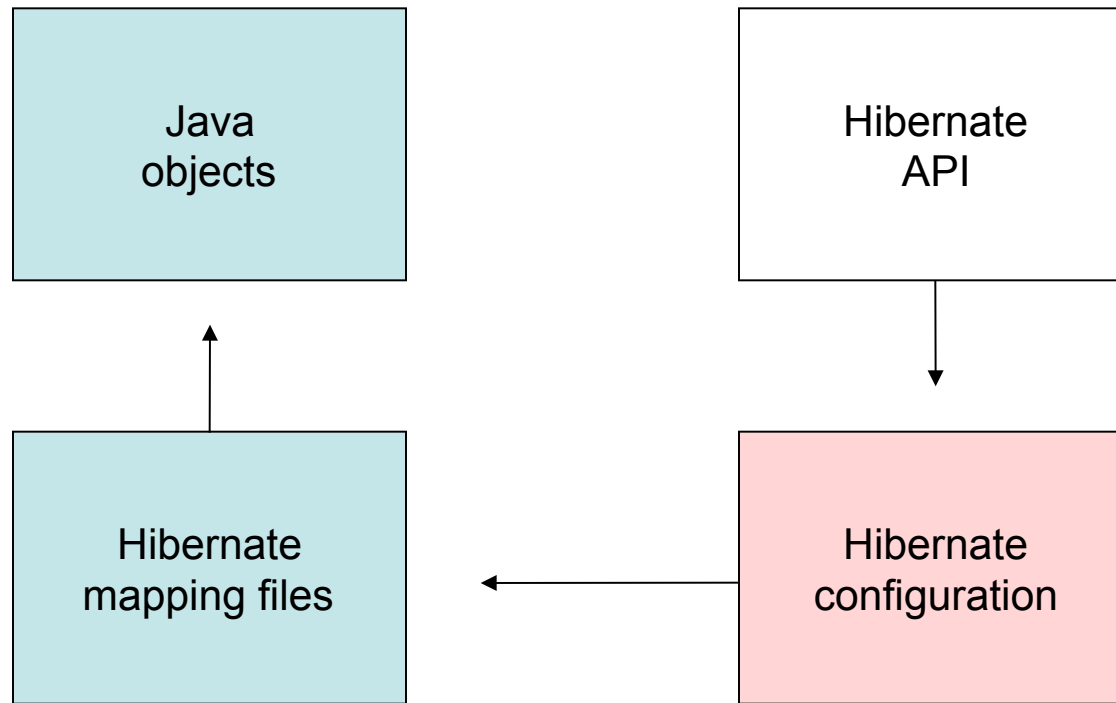 Java
objects
Hibernate
API
Hibernate
mapping files
Hibernate
configuration